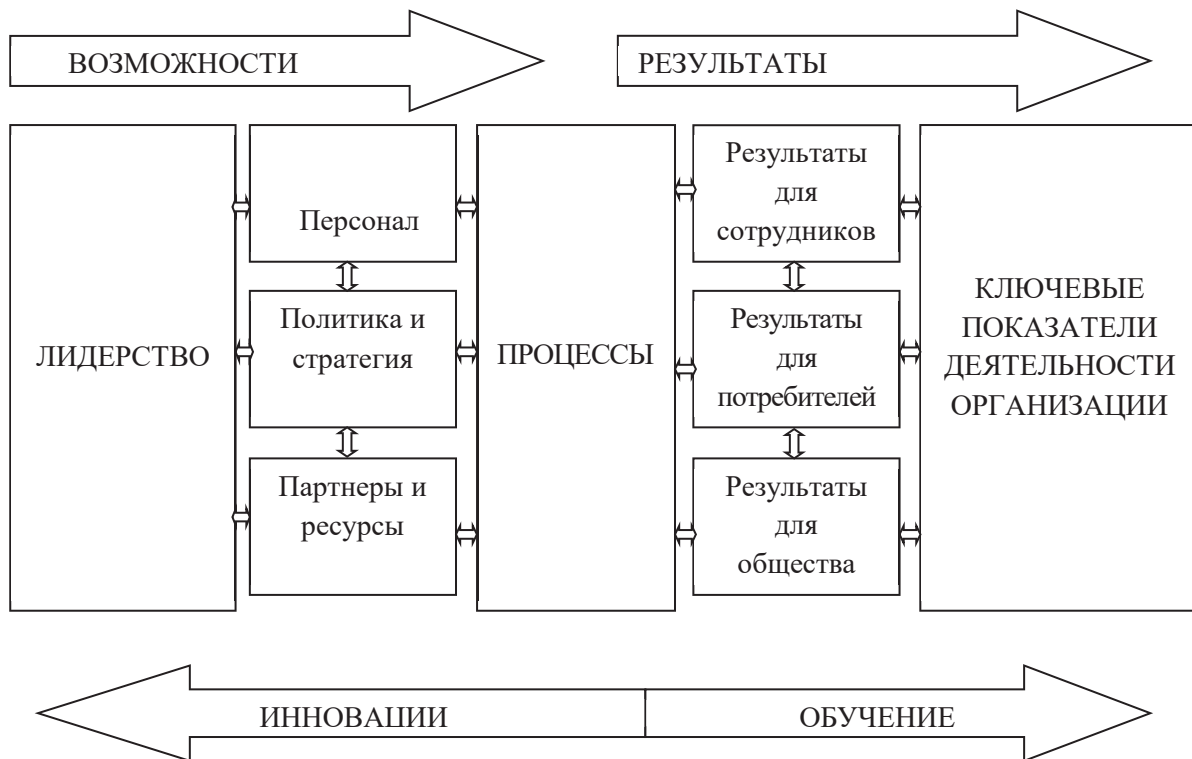 ВОЗМОЖНОСТИ
РЕЗУЛЬТАТЫ
ЛИДЕРСТВО
Персонал
Политика и
стратегия
Партнеры и
ресурсы
ПРОЦЕССЫ
Результаты
для
сотрудников
Результаты
для
потребителей
Результаты
для
общества
КЛЮЧЕВЫЕ
ПОКАЗАТЕЛИ
ДЕЯТЕЛЬНОСТИ
ОРГАНИЗАЦИИ
ИННОВАЦИИ
ОБУЧЕНИЕ